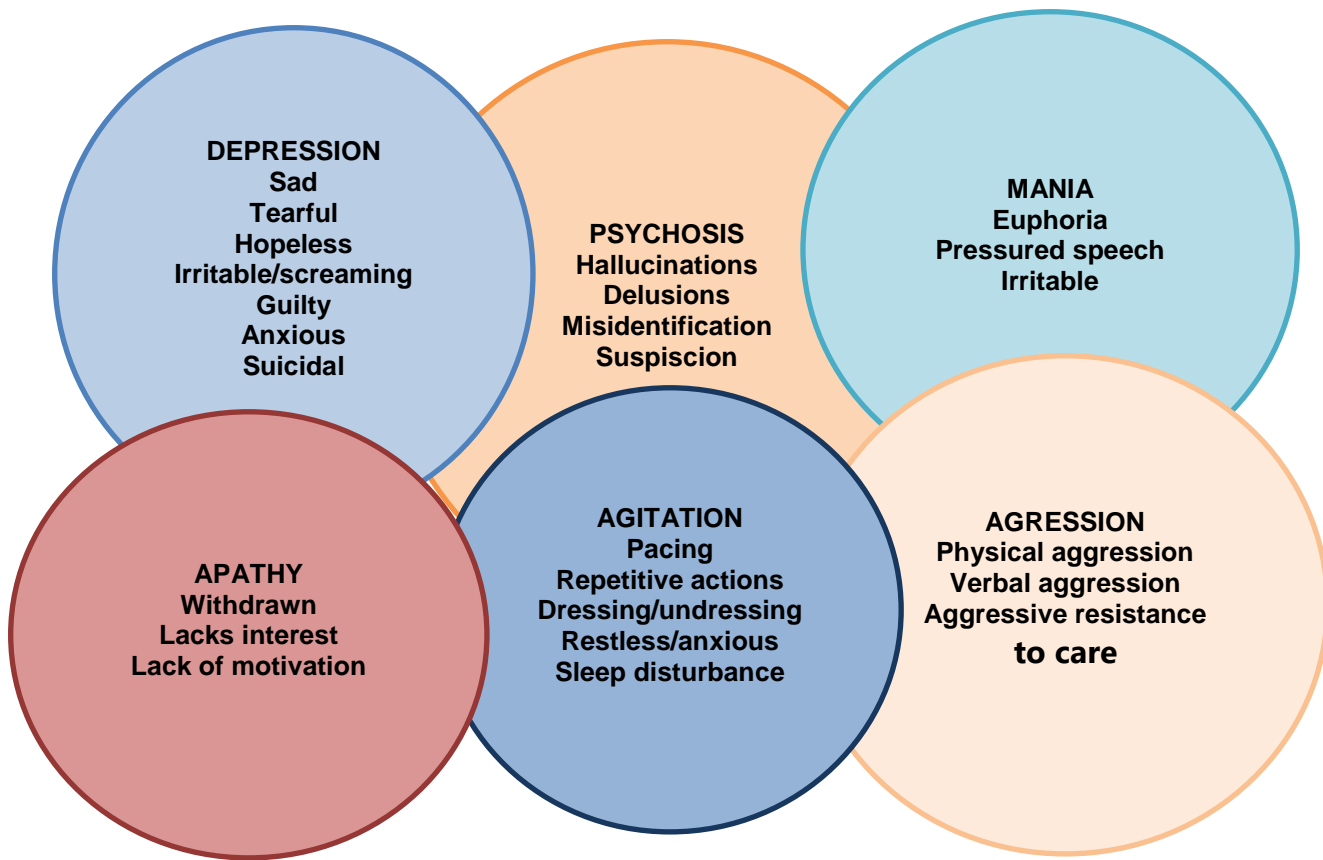 DEPRESSION
Sad
Tearful
Hopeless
Irritable/screaming
Guilty
Anxious
Suicidal
PSYCHOSIS
Hallucinations
Delusions
Misidentification
Suspiscion
MANIA
Euphoria
Pressured speech
Irritable
APATHY
Withdrawn
Lacks interest
Lack of motivation
AGITATION
Pacing
Repetitive actions
Dressing/undressing
Restless/anxious
Sleep disturbance
AGRESSION
Physical aggression
Verbal aggression
Aggressive resistance
to care